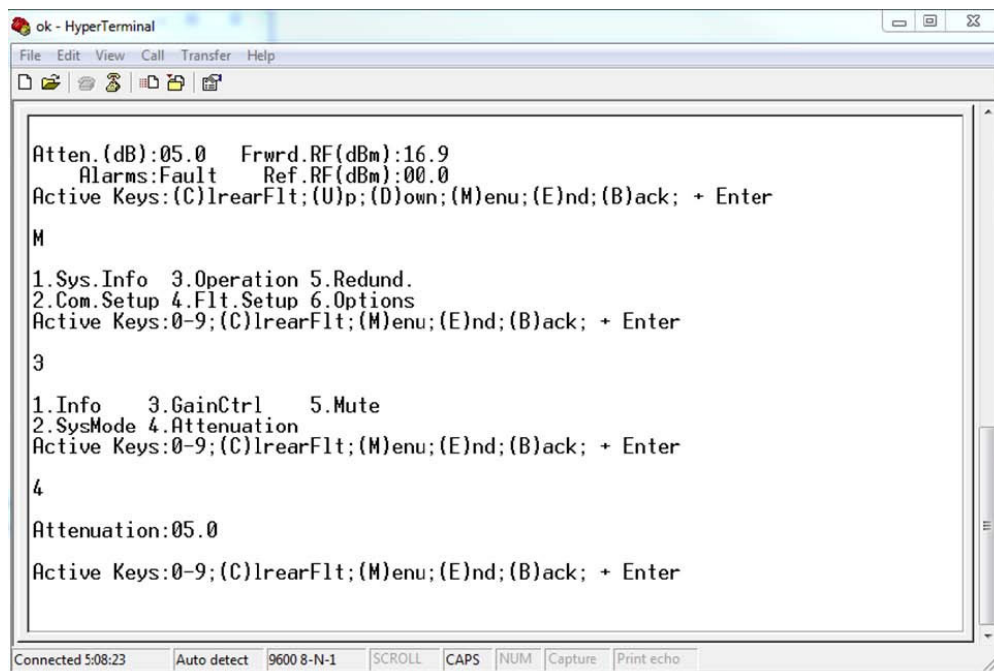 ok - HyperTerminal
File Edit View Call Transfer Help
Atten.(dB):05.0 Frwrd.RF(dBm):16.9
Alarms:Fault Ref.RF(dBm):00.0
Active Keys:(C)lrearFlt;(U)p;(D)own;(M)enu;(E)nd;(B)ack; + Enter
M
1.Sys.Info 3.Operation 5.Redund.
2.Com.Setup 4.Flt.Setup 6.Options
Active Keys:0-9;(C)lrearFlt;(M)enu;(E)nd;(B)ack; + Enter
3
1.Info 3.GainCtrl 5.Mute
2.SysMode 4.Attenuation
Active Keys:0-9;(C)lrearFlt;(M)enu;(E)nd;(B)ack; + Enter
4
Attenuation:05.0
Active Keys:0-9;(C)lrearFlt;(M)enu;(E)nd;(B)ack; + Enter
Connected 5:08:23 Auto detect 9600 8-N-1 SCROLL CAPS NUM Capture Print echo